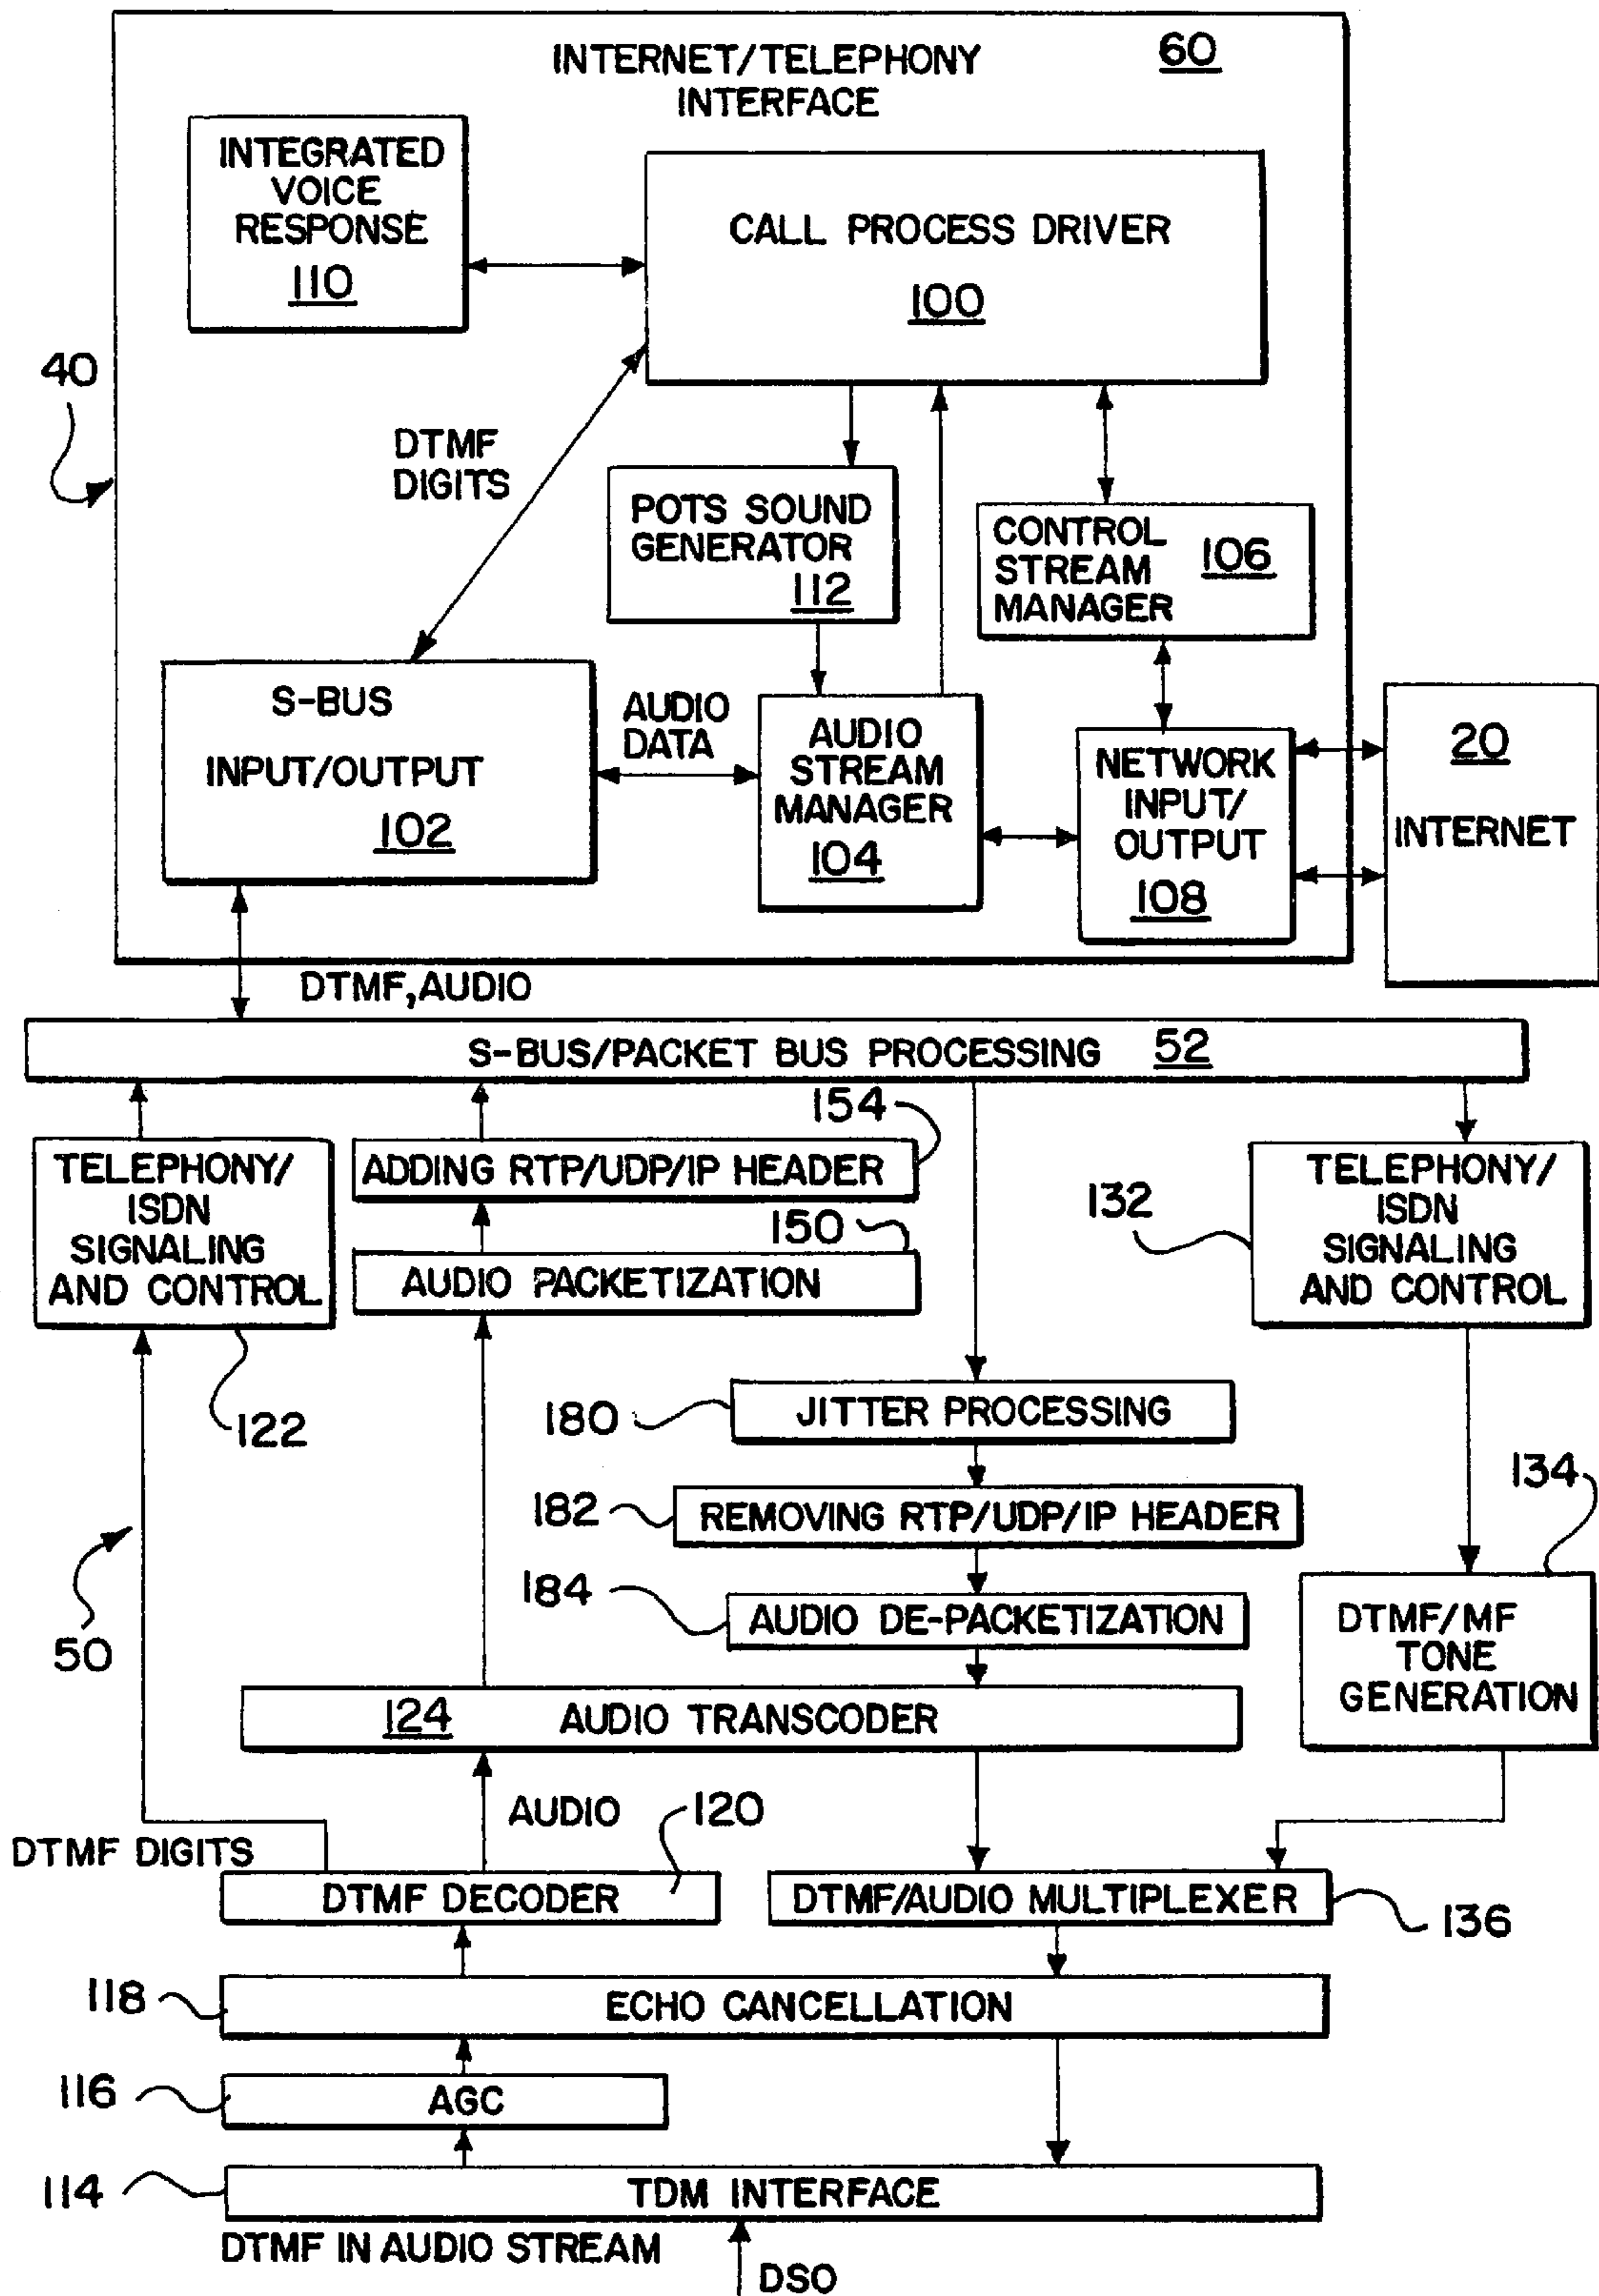 INTERNET/TELEPHONY
INTERFACE
60
INTEGRATED
VOICE
RESPONSE
110
CALL PROCESS DRIVER
100
40
DTMF
DIGITS
POTS SOUND
GENERATOR
112
CONTROL
STREAM
MANAGER
106
S-BUS
INPUT/OUTPUT
102
AUDIO
DATA
AUDIO
STREAM
MANAGER
104
NETWORK
INPUT/
OUTPUT
108
20
INTERNET
DTMF,AUDIO
S-BUS/PACKET BUS PROCESSING 52
154
TELEPHONY/
ISDN
SIGNALING
AND CONTROL
122
ADDING RTP/UDP/IP HEADER
150
AUDIO PACKETIZATION
132
TELEPHONY/
ISDN
SIGNALING
AND CONTROL
180
JITTER PROCESSING
182
REMOVING RTP/UDP/IP HEADER
184
AUDIO DE-PACKETIZATION
134
DTMF/MF
TONE
GENERATION
50
124 AUDIO TRANSCODER
AUDIO
120
DTMF DIGITS
DTMF DECODER
DTMF/AUDIO MULTIPLEXER
136
118
ECHO CANCELLATION
116
AGC
114
TDM INTERFACE
DTMF IN AUDIO STREAM
DSO